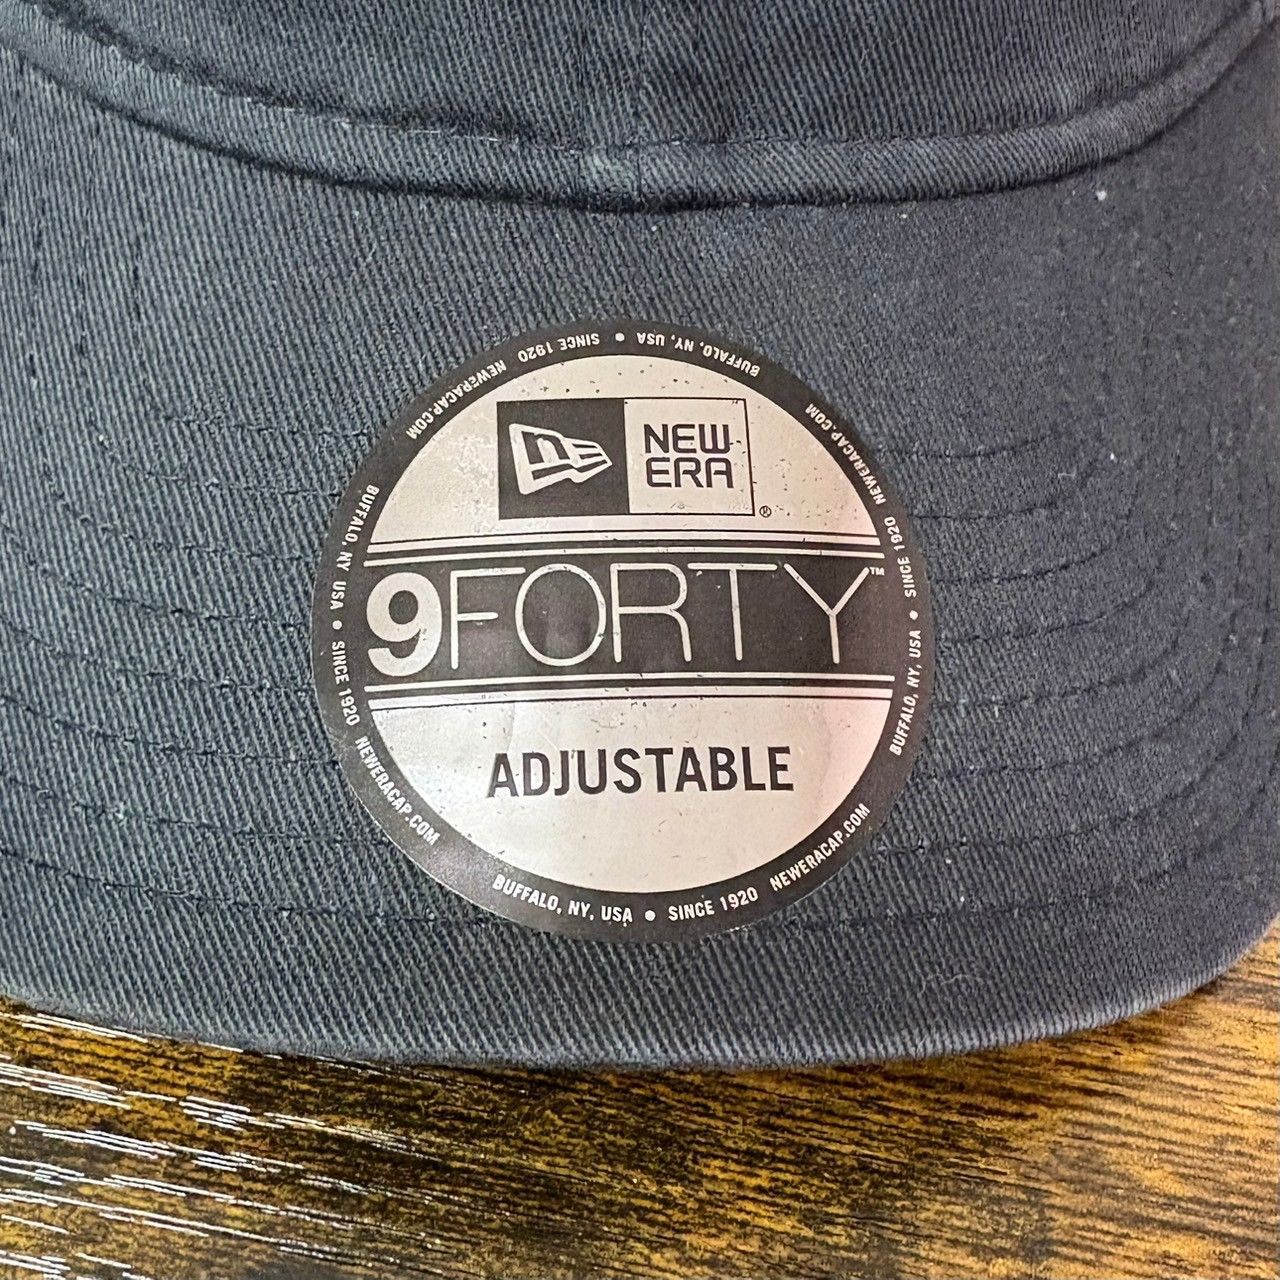 NEW
ERA
®
9FORTY™
ADJUSTABLE
BUFFALO, NY, USA • SINCE 1920 NEWERACAP.COM
BUFFALO, NY, USA • SINCE 1920 NEWERACAP.COM
BUFFALO, NY, USA • SINCE 1920 NEWERACAP.COM
BUFFALO, NY USA • SINCE 1920 NEWERACAP.COM